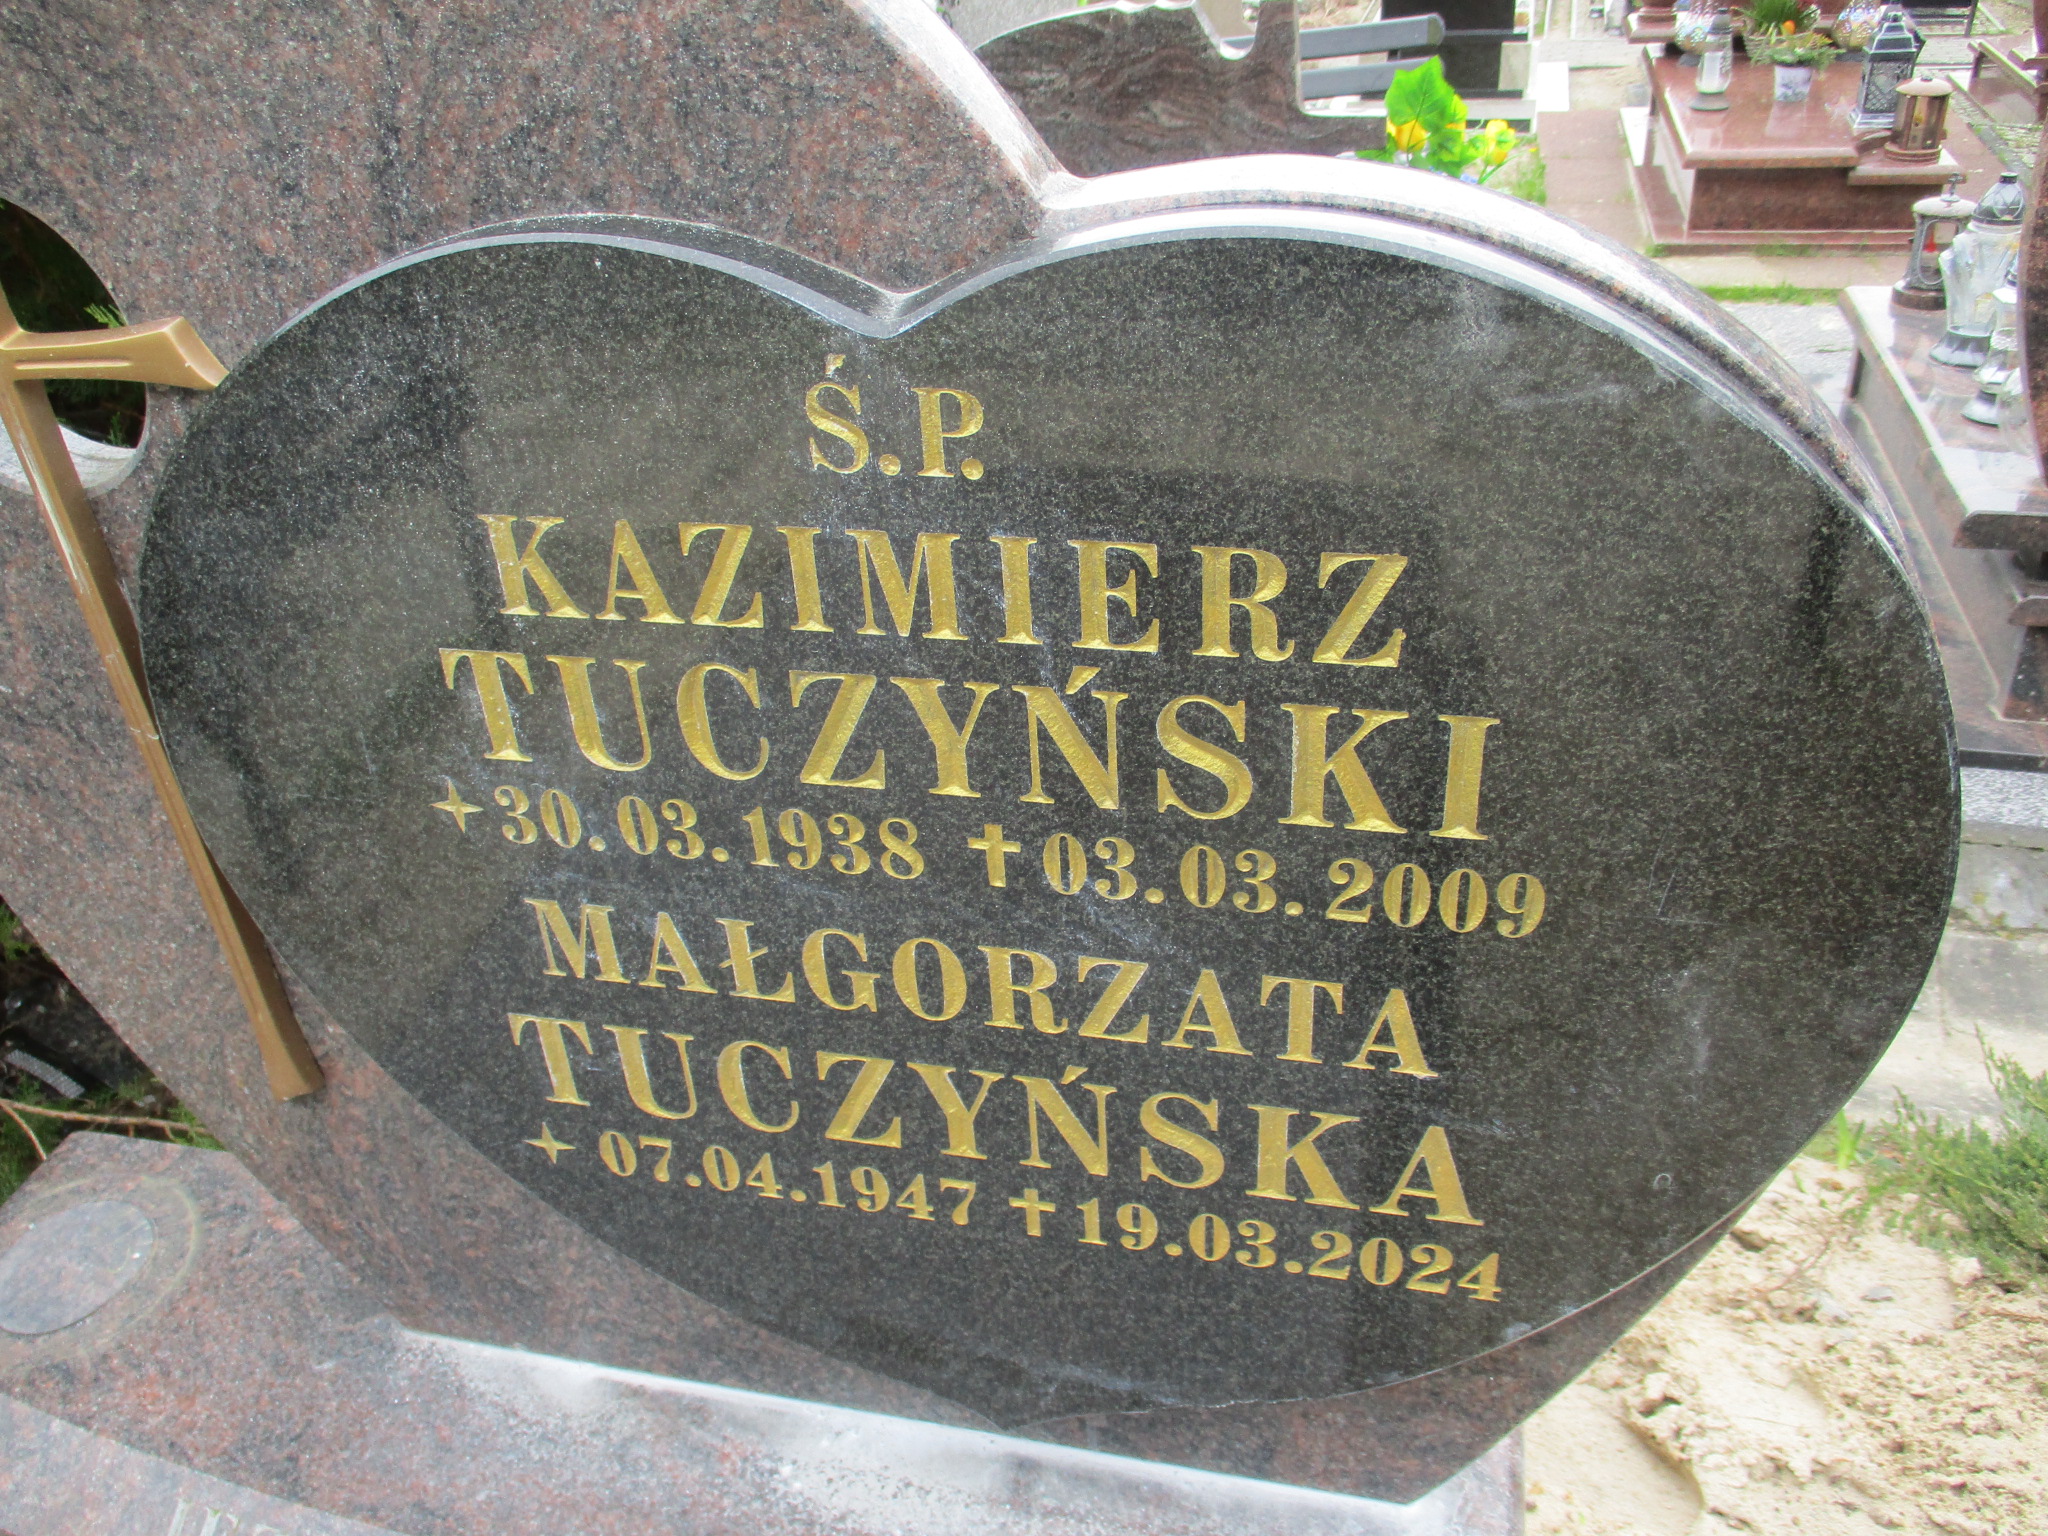 Ś.P.
KAZIMIERZ
TUCZYŃSKI
+30.03.1938 ✝03.03.2009
MAŁGORZATA
TUCZYŃSKA
+ 07.04.1947 ✝19.03.2024